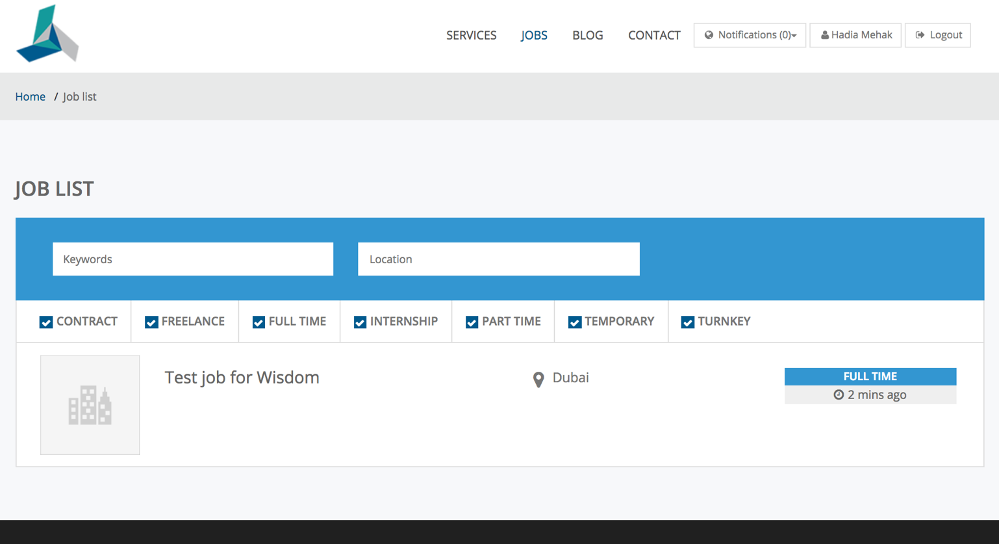 SERVICES JOBS BLOG CONTACT Notifications (0) Hadia Mehak Logout
Home / Job list
JOB LIST
Keywords Location
CONTRACT FREELANCE FULL TIME INTERNSHIP PART TIME TEMPORARY TURNKEY
Test job for Wisdom Dubai FULL TIME
2 mins ago